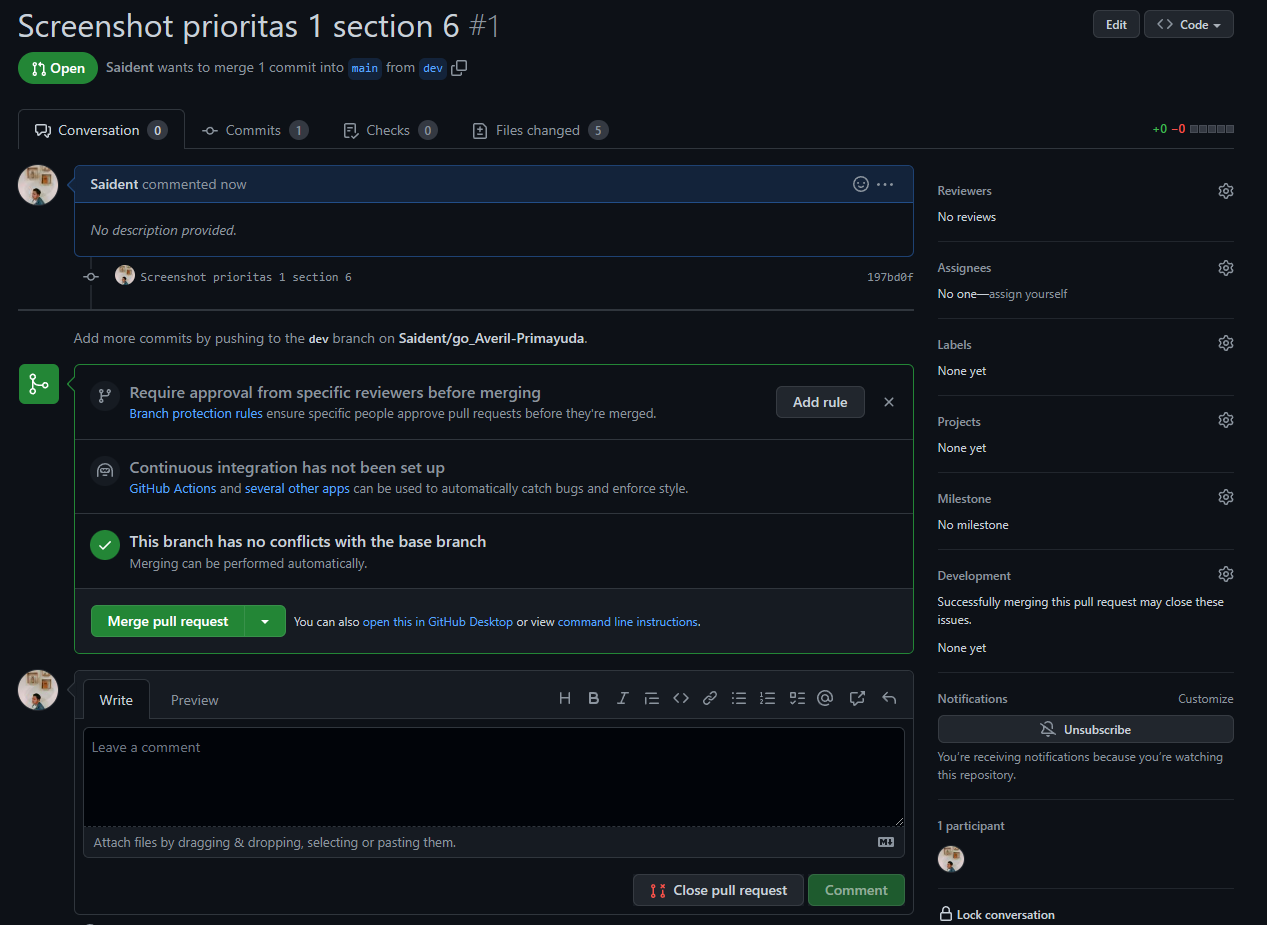 Screenshot prioritas 1 section 6 #1
Edit
Code
Open
Saident wants to merge 1 commit into main from dev
Conversation 0
Commits 1
Checks 0
Files changed 5
+0 −0
Saident commented now
No description provided.
Screenshot prioritas 1 section 6
197bd0f
Add more commits by pushing to the dev branch on Saident/go_Averil-Primayuda.
Require approval from specific reviewers before merging
Branch protection rules ensure specific people approve pull requests before they're merged.
Add rule
Continuous integration has not been set up
GitHub Actions and several other apps can be used to automatically catch bugs and enforce style.
This branch has no conflicts with the base branch
Merging can be performed automatically.
Merge pull request
You can also open this in GitHub Desktop or view command line instructions.
Write
Preview
Leave a comment
Attach files by dragging & dropping, selecting or pasting them.
Close pull request
Comment
Reviewers
No reviews
Assignees
No one—assign yourself
Labels
None yet
Projects
None yet
Milestone
No milestone
Development
Successfully merging this pull request may close these
issues.
None yet
Notifications
Customize
Unsubscribe
You're receiving notifications because you're watching
this repository.
1 participant
Lock conversation